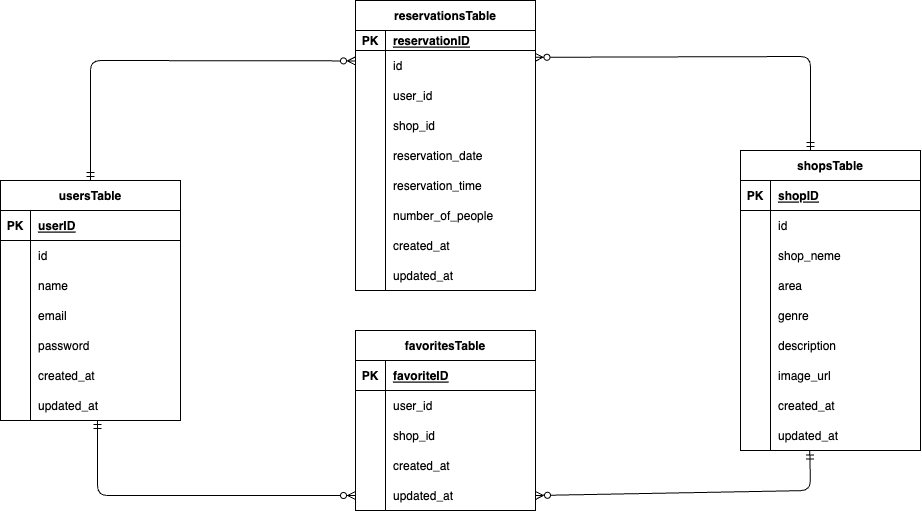 reservationsTable
PK reservationID
id
user_id
shop_id
reservation_date
reservation_time
number_of_people
created_at
updated_at
usersTable
PK userID
id
name
email
password
created_at
updated_at
shopsTable
PK shopID
id
shop_neme
area
genre
description
image_url
created_at
updated_at
favoritesTable
PK favoriteID
user_id
shop_id
created_at
updated_at